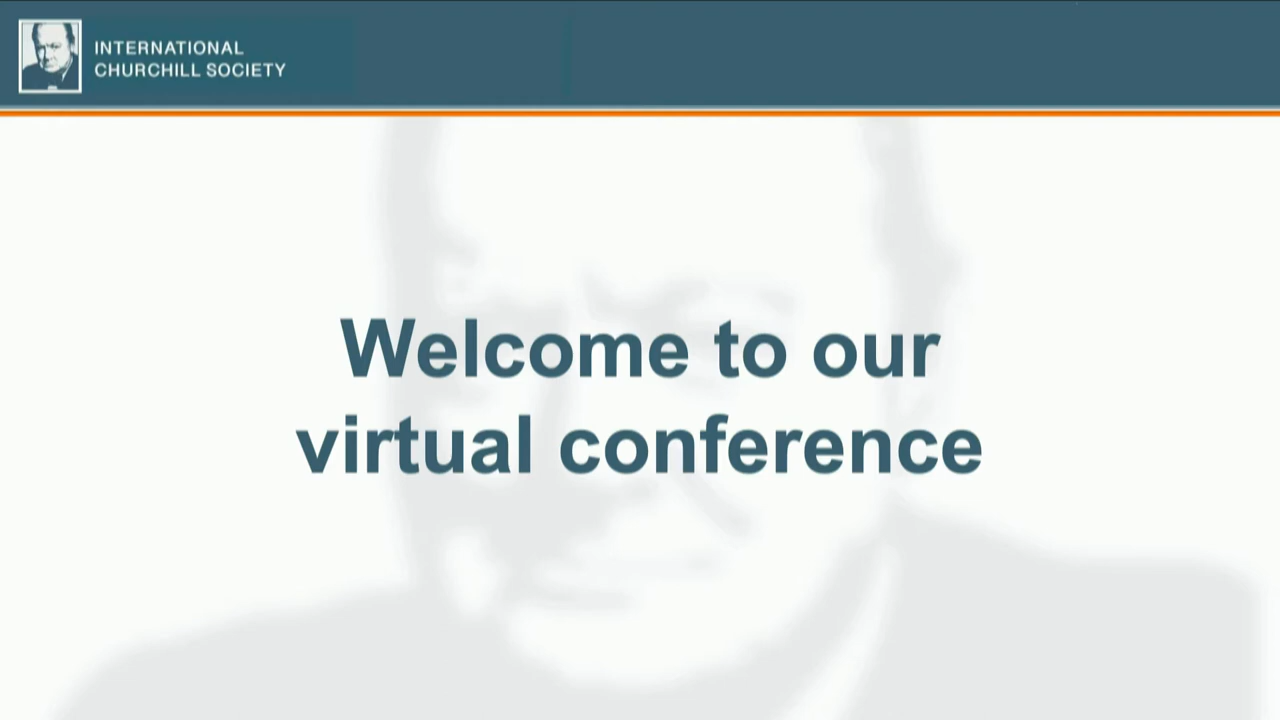 INTERNATIONAL
CHURCHILL SOCIETY
Welcome to our
virtual conference